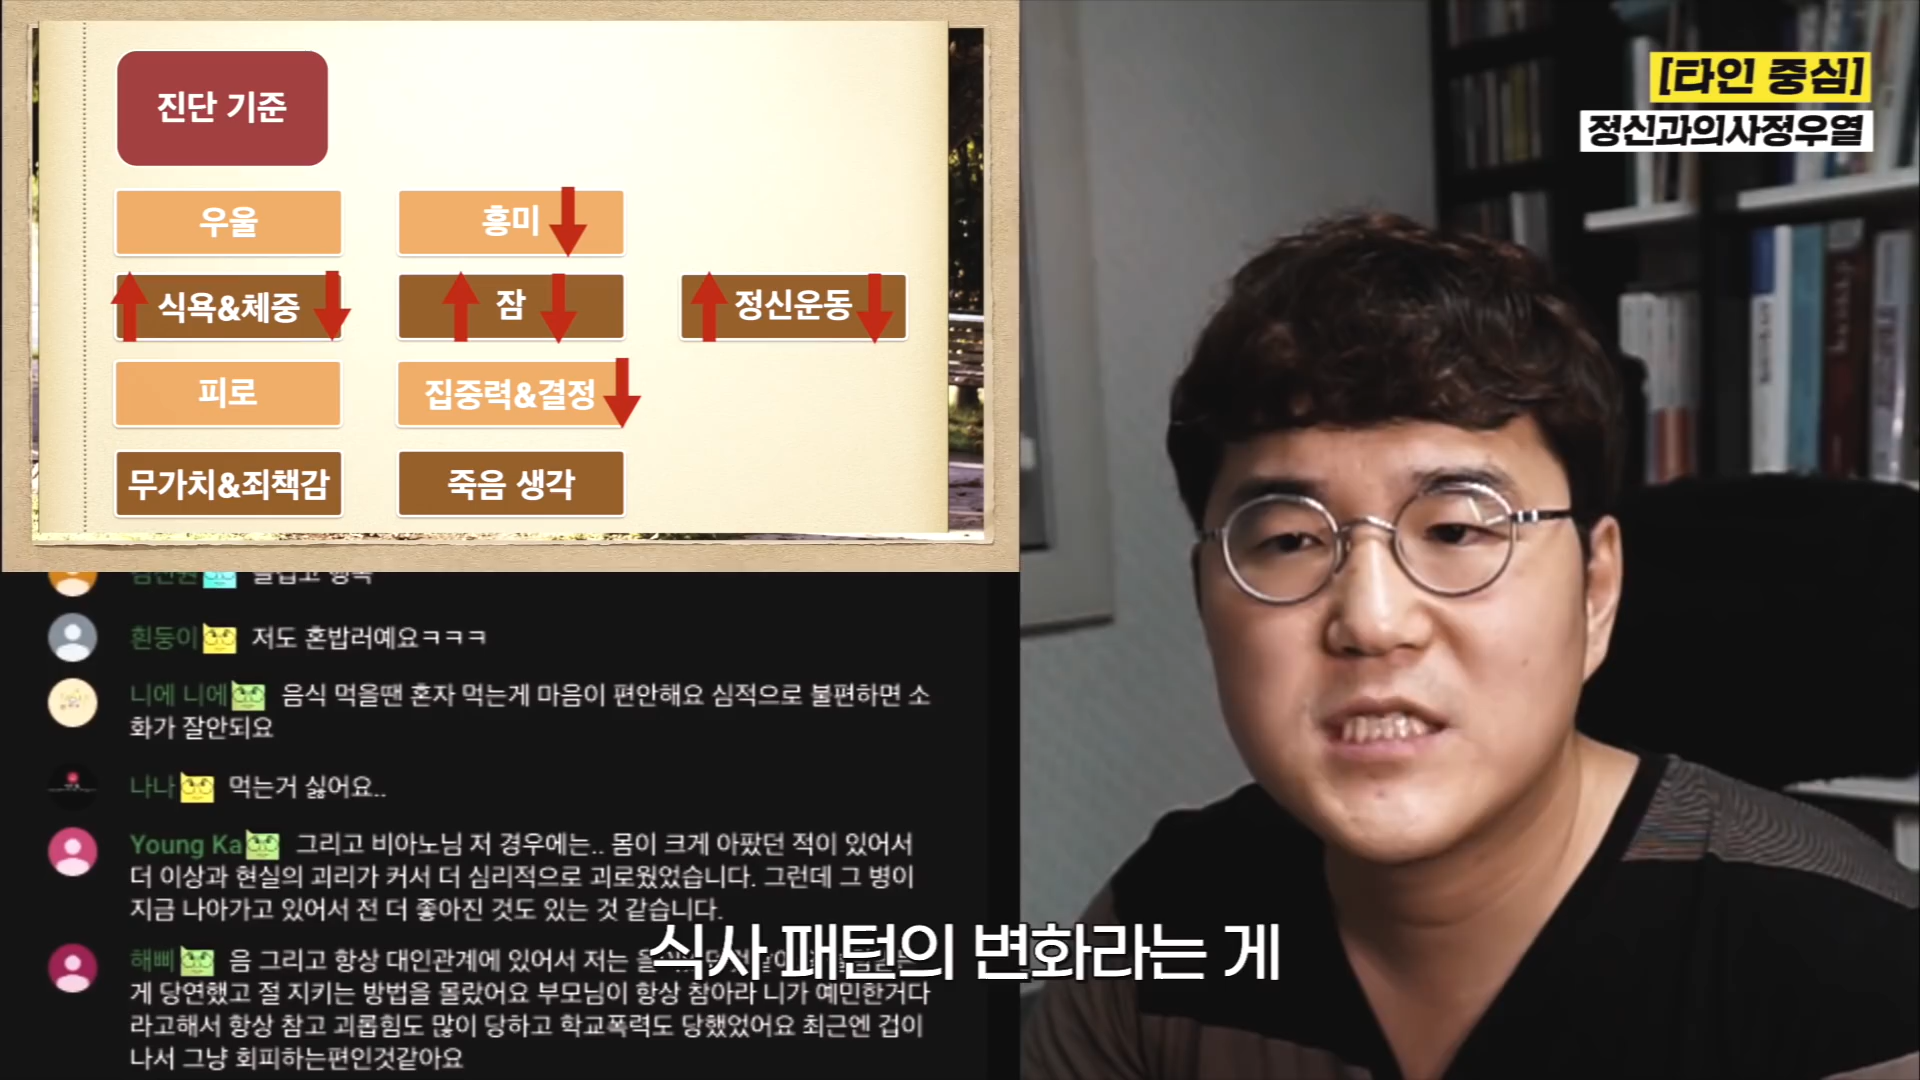 진단 기준
우울
흥미
식욕&체중
잠
정신운동
피로
집중력&결정
무가치&죄책감
죽음 생각
[타인 중심]
정신과의사정우열
흰둥이 저도 혼밥러예요ㅋㅋㅋ
니에 니에 음식 먹을땐 혼자 먹는게 마음이 편안해요 심적으로 불편하면 소
화가 잘안되요
나나 먹는거 싫어요..
Young Ka 그리고 비아노님 저 경우에는.. 몸이 크게 아팠던 적이 있어서
더 이상과 현실의 괴리가 커서 더 심리적으로 괴로웠었습니다. 그런데 그 병이
지금 나아가고 있어서 전 더 좋아진 것도 있는 것 같습니다.
해삐 음 그리고 항상 대인관계에 있어서 저는
게 당연했고 절 지키는 방법을 몰랐어요 부모님이 항상 참아라 니가 예민한거다
라고해서 항상 참고 괴롭힘도 많이 당하고 학교폭력도 당했었어요 최근엔 겁이
나서 그냥 회피하는편인것같아요
식사 패턴의 변화라는 게